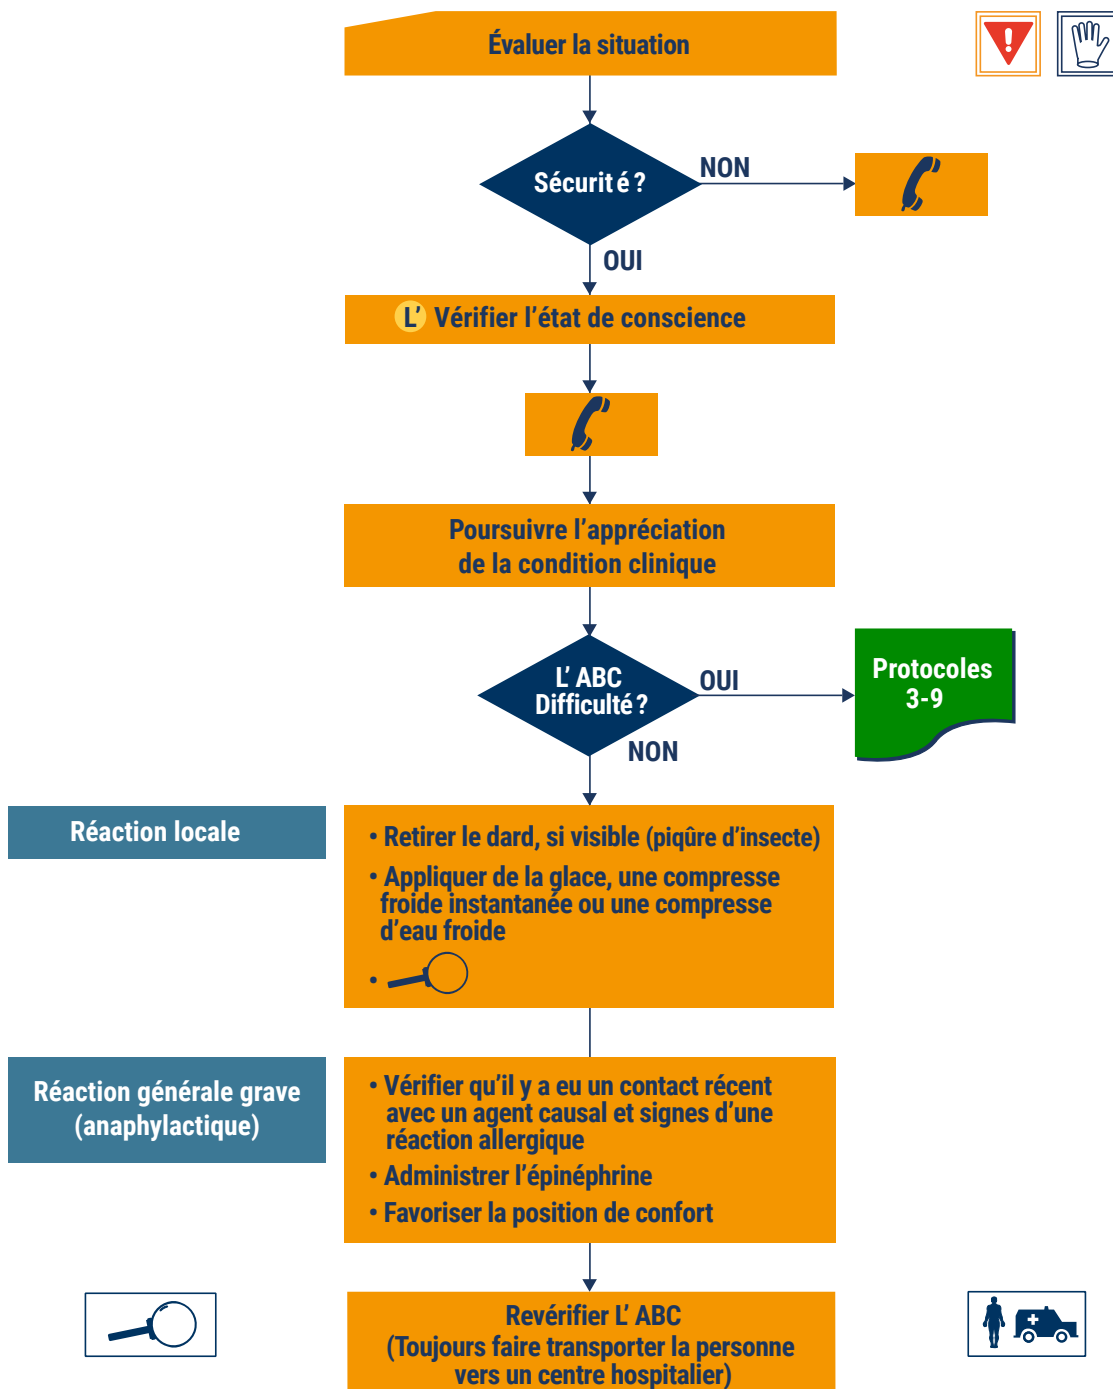 Évaluer la situation
Sécurité ?
NON
OUI
L' Vérifier l'état de conscience
Poursuivre l'appréciation
de la condition clinique
L' ABC
Difficulté ?
OUI
Protocoles
3-9
NON
Réaction locale
• Retirer le dard, si visible (piqûre d'insecte)
• Appliquer de la glace, une compresse
froide instantanée ou une compresse
d'eau froide
•
Réaction générale grave
(anaphylactique)
• Vérifier qu'il y a eu un contact récent
avec un agent causal et signes d'une
réaction allergique
• Administrer l'épinéphrine
• Favoriser la position de confort
Revérifier L' ABC
(Toujours faire transporter la personne
vers un centre hospitalier)